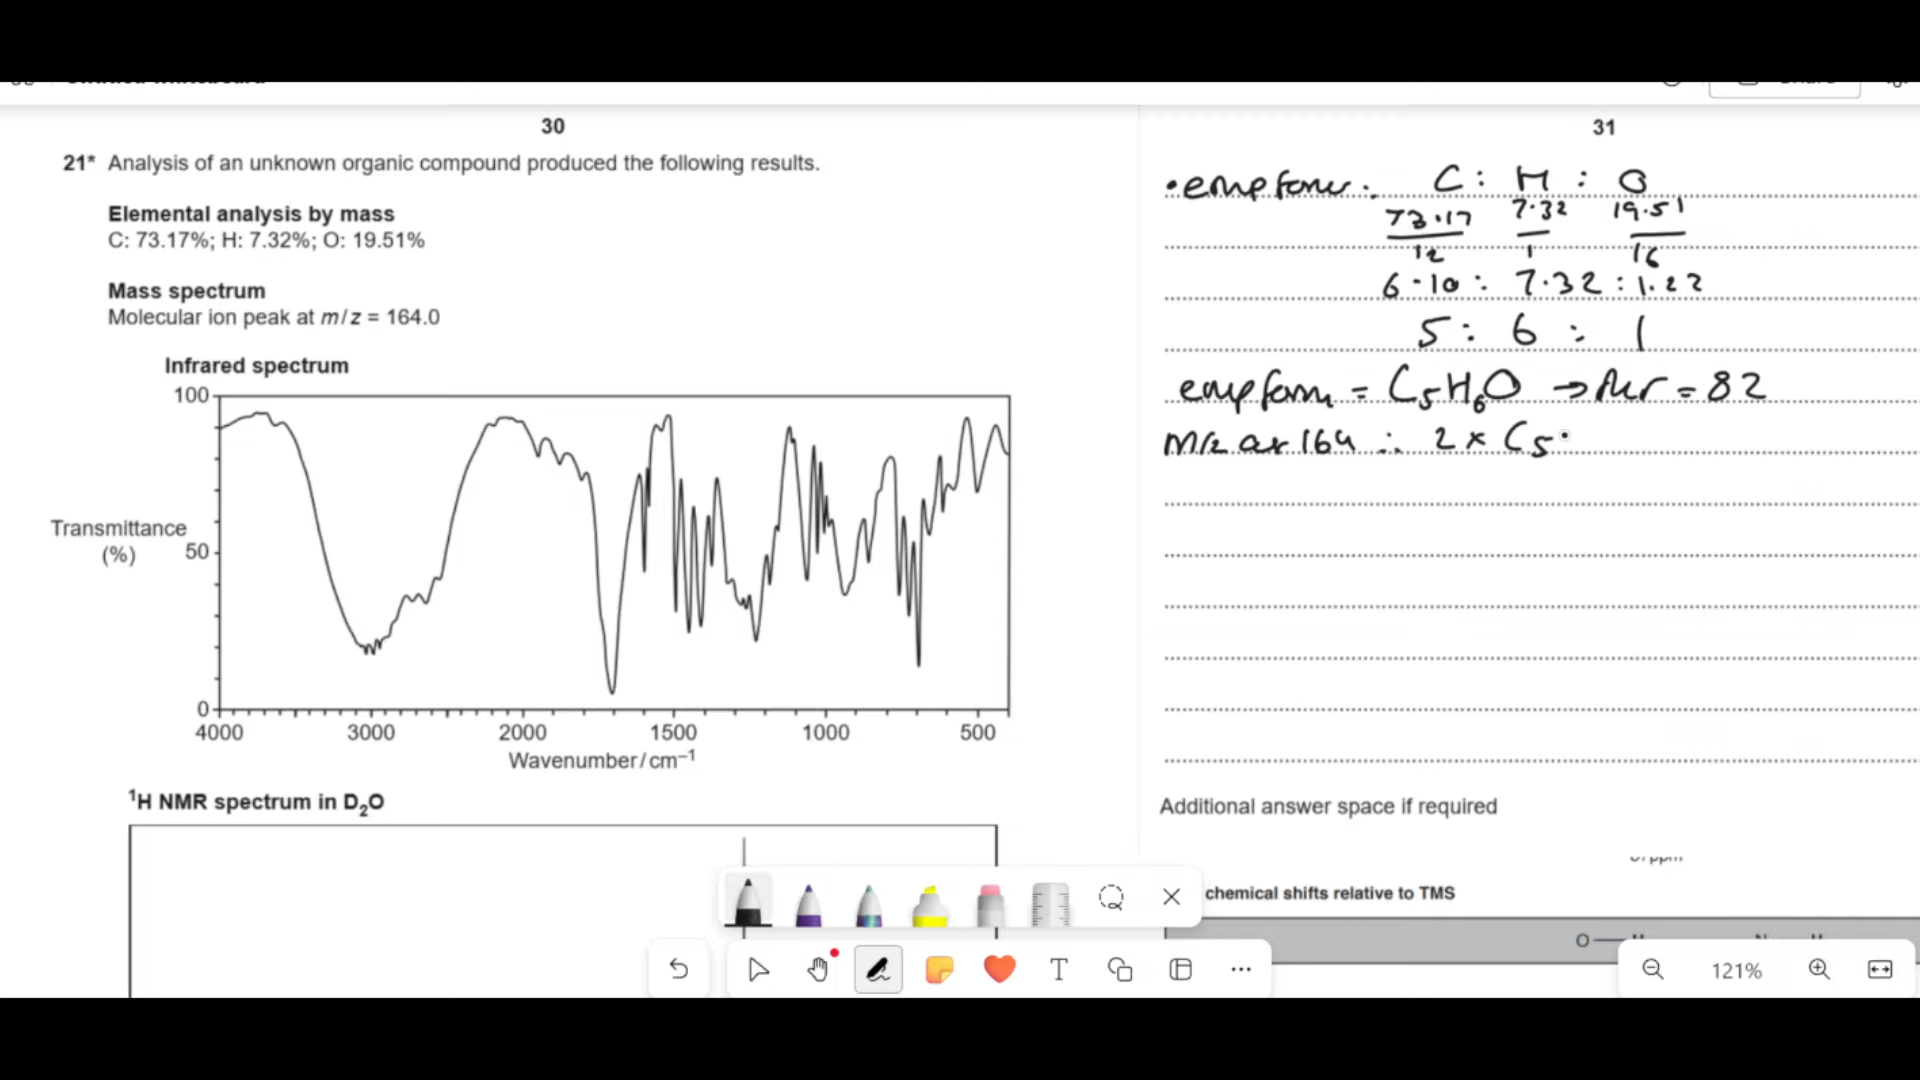 30
21* Analysis of an unknown organic compound produced the following results.
Elemental analysis by mass
C: 73.17%; H: 7.32%; O: 19.51%
Mass spectrum
Molecular ion peak at m/z = 164.0
Infrared spectrum
100
Transmittance
(%)
50
0
4000 3000 2000 1500 1000 500
Wavenumber/cm⁻¹
¹H NMR spectrum in D₂O
31
C : H : O
73.17 7.32 19.51
12 1 16
6.10 : 7.32 : 1.22
5 : 6 : 1
emp form = C₅H₆O → Mr = 82
M/z at 164 ∴ 2 x C₅
Additional answer space if required
chemical shifts relative to TMS
T
121%